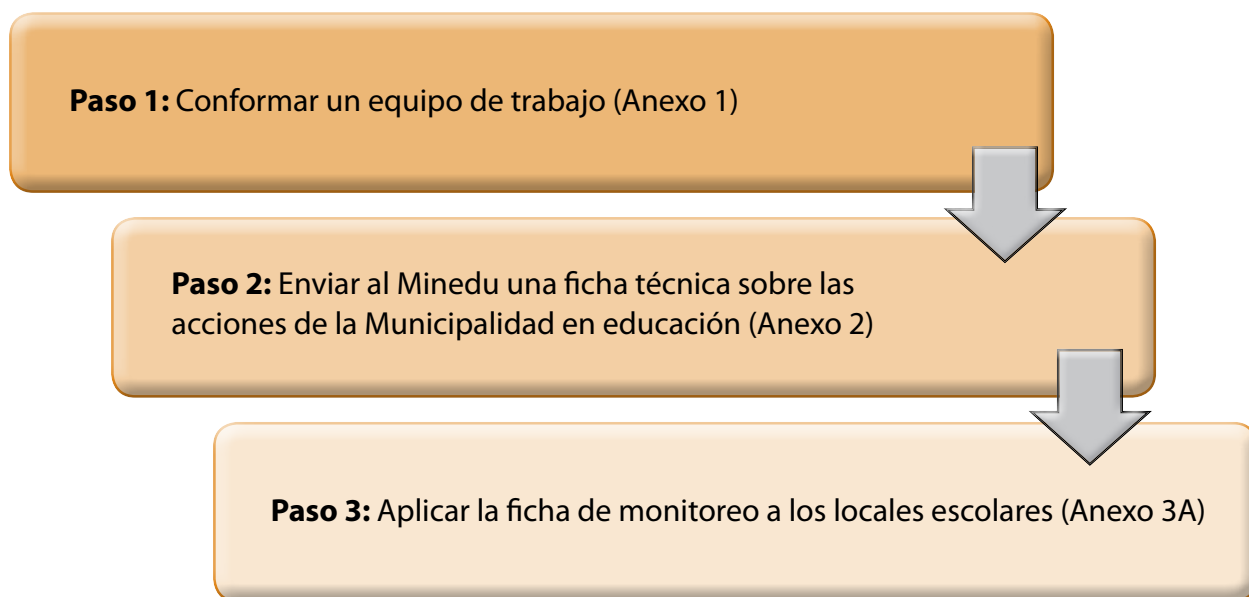 Paso 1: Conformar un equipo de trabajo (Anexo 1)
Paso 2: Enviar al Minedu una ficha técnica sobre las
acciones de la Municipalidad en educación (Anexo 2)
Paso 3: Aplicar la ficha de monitoreo a los locales escolares (Anexo 3A)